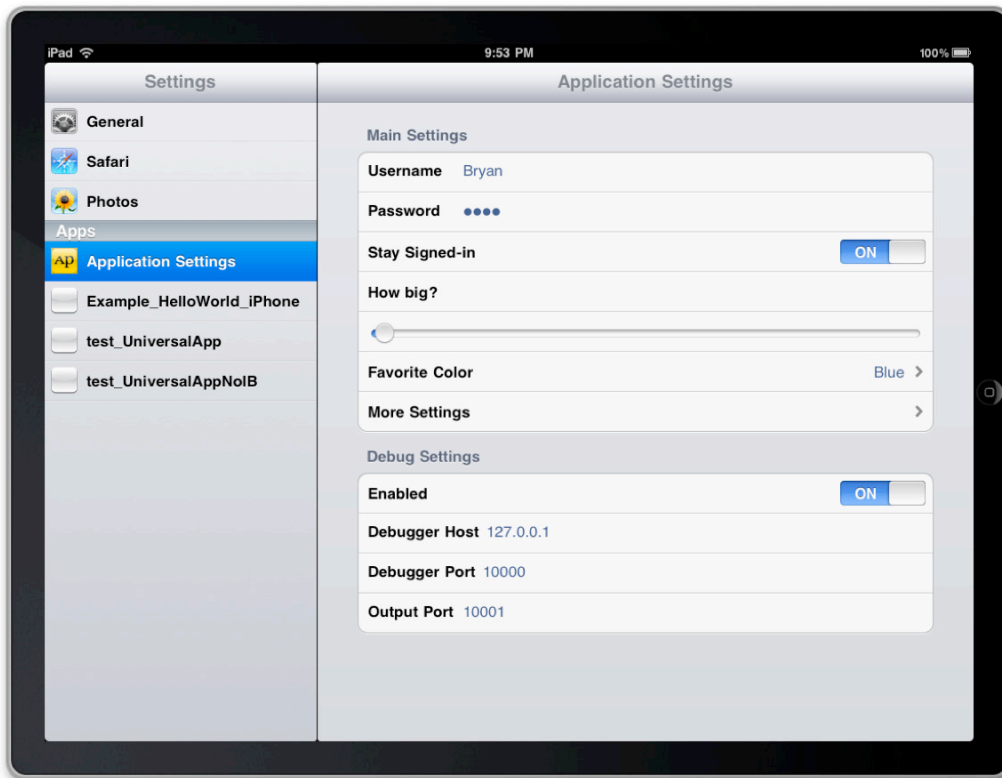 iPad 9:53 PM 100%
Settings
Application Settings
General
Safari
Photos
Apps
AP Application Settings
Example_HelloWorld_iPhone
test_UniversalApp
test_UniversalAppNoIB
Main Settings
Username Bryan
Password ••••
Stay Signed-in ON
How big?
Favorite Color Blue
More Settings
Debug Settings
Enabled ON
Debugger Host 127.0.0.1
Debugger Port 10000
Output Port 10001